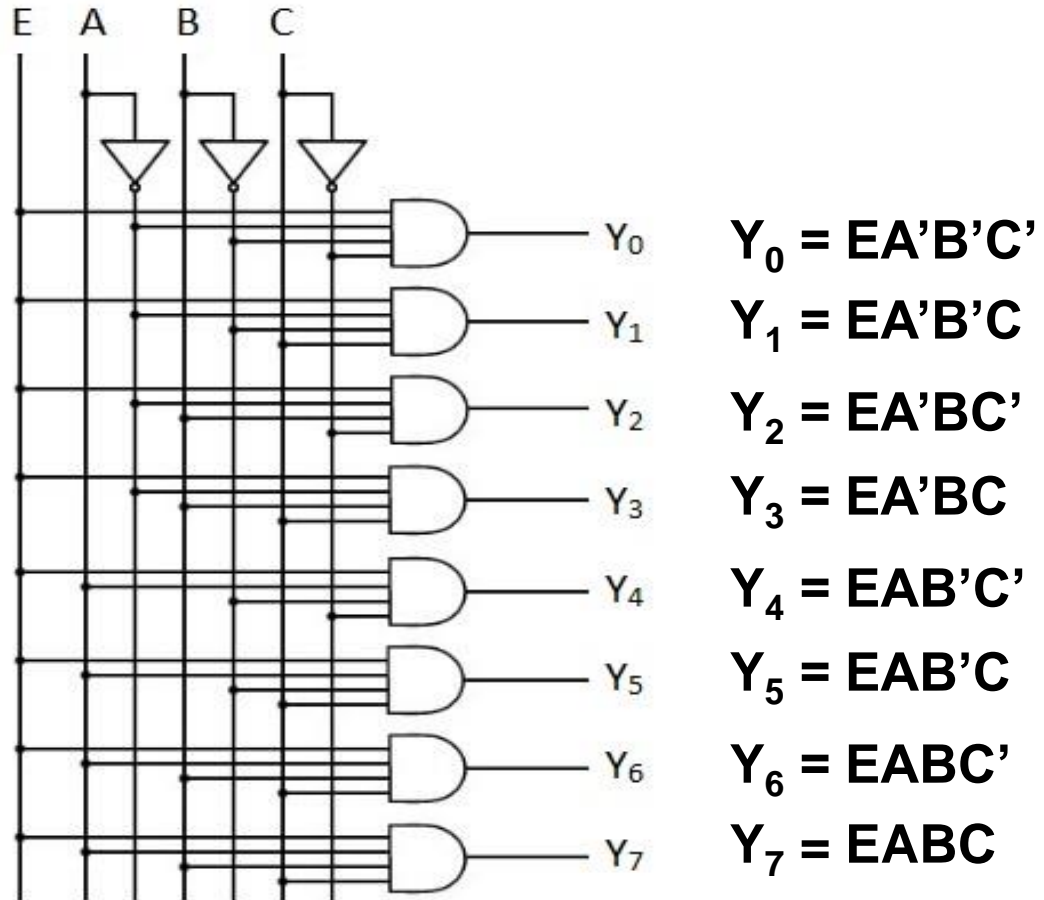 E A B C
Y₀ Y₀ = EA’B’C’
Y₁ Y₁ = EA’B’C
Y₂ Y₂ = EA’BC’
Y₃ Y₃ = EA’BC
Y₄ Y₄ = EAB’C’
Y₅ Y₅ = EAB’C
Y₆ Y₆ = EABC’
Y₇ Y₇ = EABC